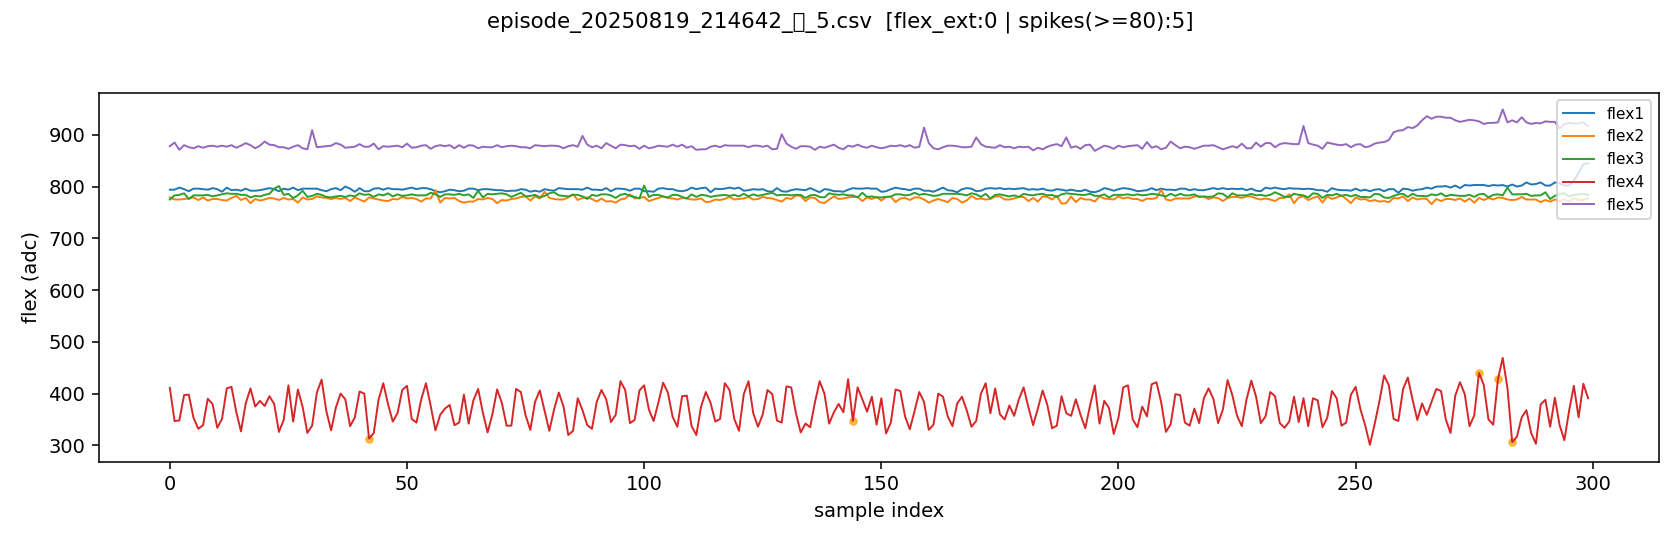 episode_20250819_214642_▯_5.csv  [flex_ext:0 | spikes(>=80):5]
flex (adc)
900
800
700
600
500
400
300
flex1
flex2
flex3
flex4
flex5
0
50
100
150
200
250
300
sample index